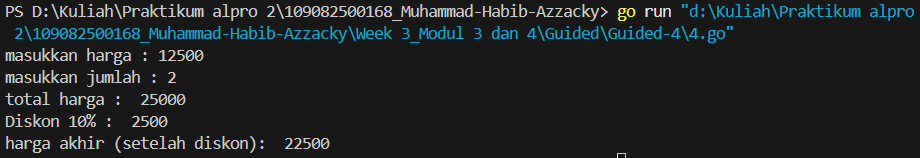 PS D:\Kuliah\Praktikum alpro 2\109082500168_Muhammad-Habib-Azzacky> go run "d:\Kuliah\Praktikum alpro
 2\109082500168_Muhammad-Habib-Azzacky\Week 3_Modul 3 dan 4\Guided\Guided-4\4.go"
masukkan harga : 12500
masukkan jumlah : 2
total harga :  25000
Diskon 10% :  2500
harga akhir (setelah diskon):  22500